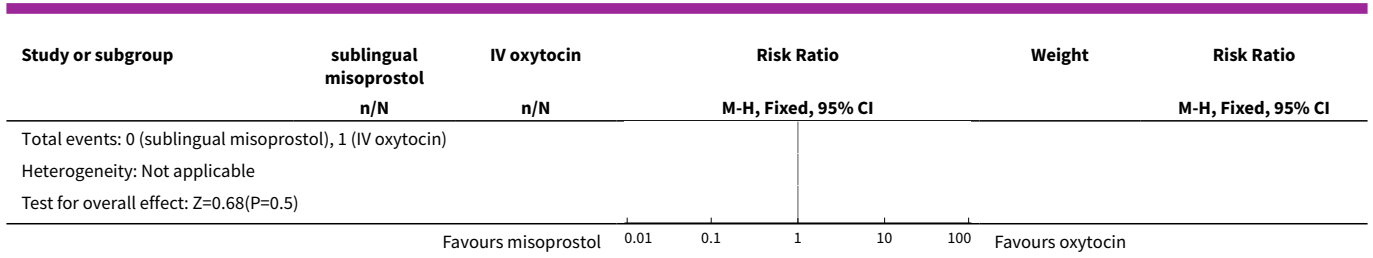 Study or subgroup sublingual misoprostol IV oxytocin Risk Ratio Weight Risk Ratio
n/N n/N M-H, Fixed, 95% CI M-H, Fixed, 95% CI
Total events: 0 (sublingual misoprostol), 1 (IV oxytocin)
Heterogeneity: Not applicable
Test for overall effect: Z=0.68(P=0.5)
Favours misoprostol 0.01 0.1 1 10 100 Favours oxytocin